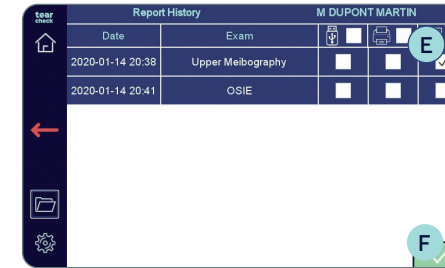 tear
check
Report History M DUPONT MARTIN
Date Exam
E
2020-01-14 20:38 Upper Meibography
2020-01-14 20:41 OSIE
F